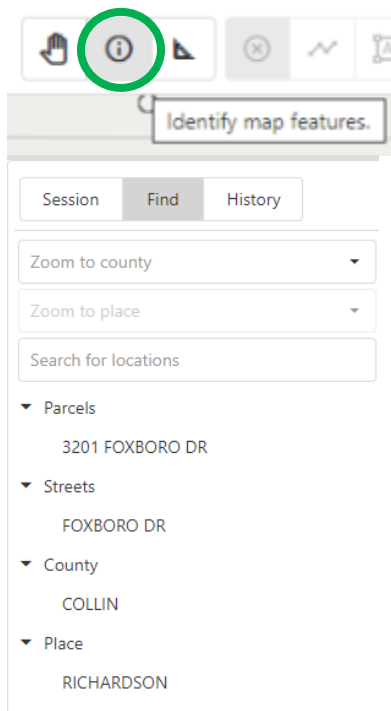 Identify map features.
Session Find History
Zoom to county
Zoom to place
Search for locations
Parcels
3201 FOXBORO DR
Streets
FOXBORO DR
County
COLLIN
Place
RICHARDSON